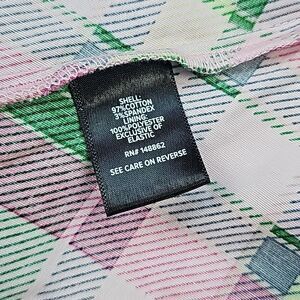 SHELL:
97%COTTON
3%SPANDEX
LINING:
100%POLYESTER
EXCLUSIVE OF
ELASTIC
RN# 148862
SEE CARE ON REVERSE